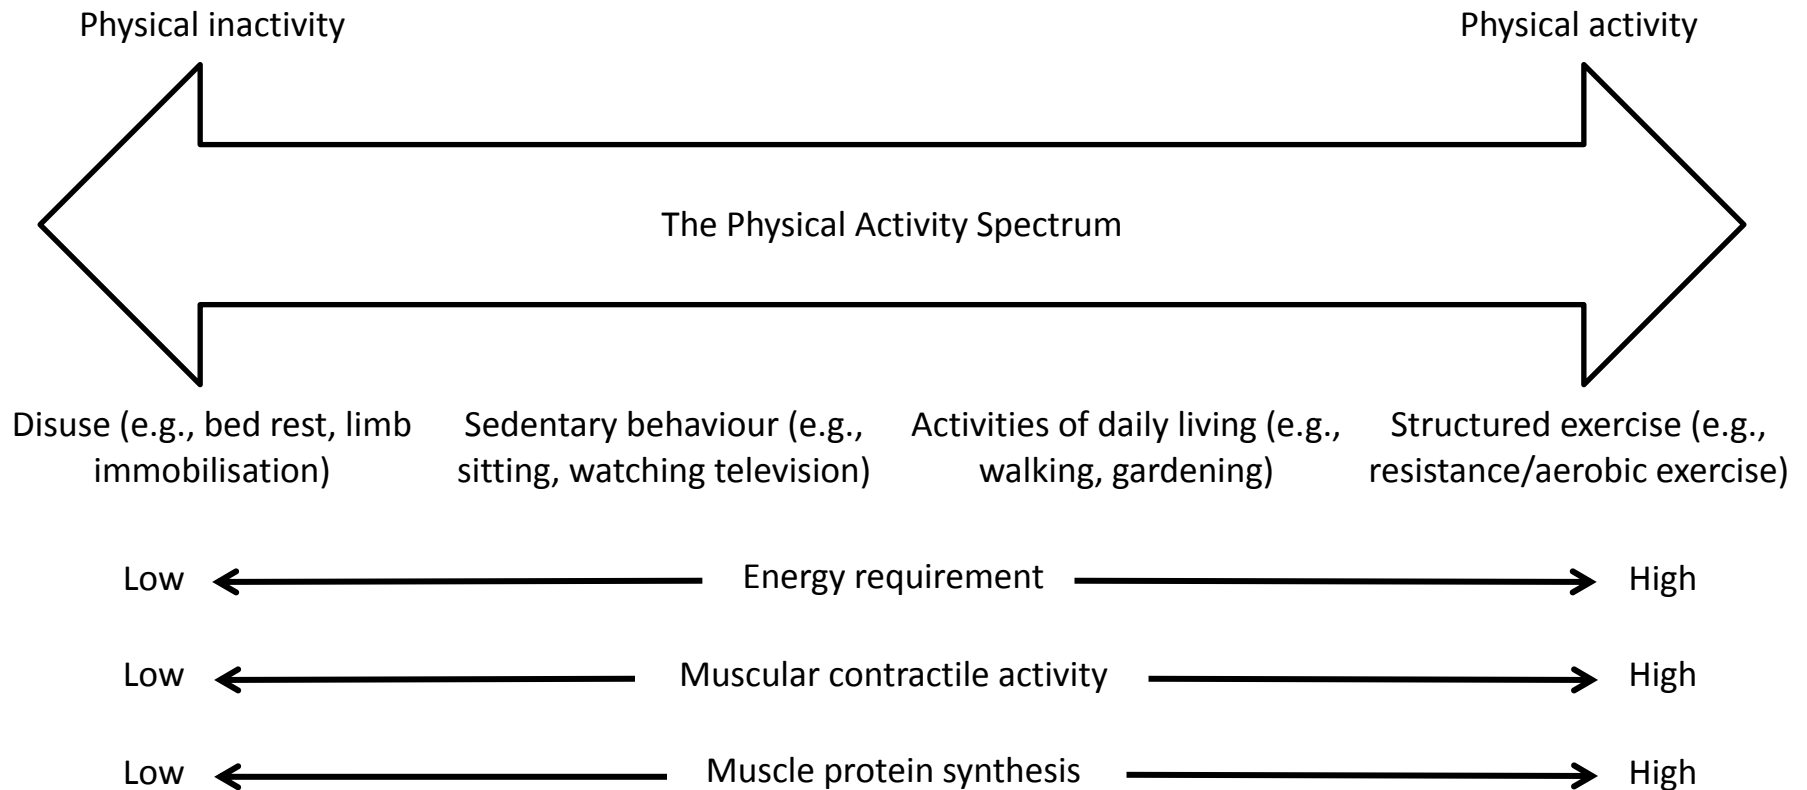 Physical inactivity
Physical activity
The Physical Activity Spectrum
Disuse (e.g., bed rest, limb
immobilisation)
Sedentary behaviour (e.g.,
sitting, watching television)
Activities of daily living (e.g.,
walking, gardening)
Structured exercise (e.g.,
resistance/aerobic exercise)
Low Energy requirement High
Low Muscular contractile activity High
Low Muscle protein synthesis High